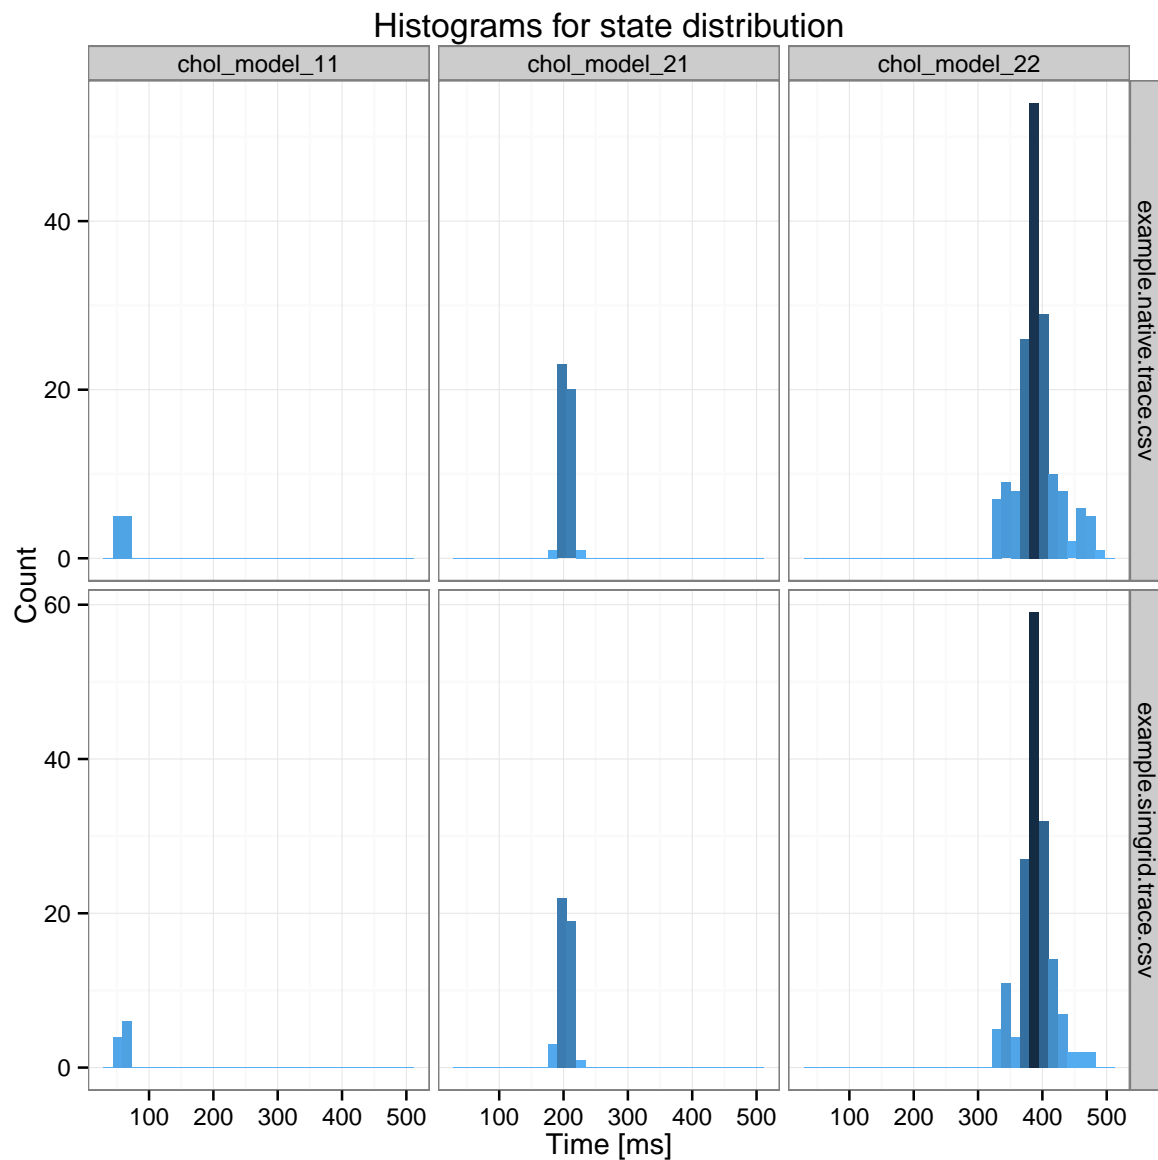 Histograms for state distribution
chol_model_11
chol_model_21
chol_model_22
40
20
0
example.native.trace.csv
Count
60
40
20
0
example.simgrid.trace.csv
100 200 300 400 500
100 200 300 400 500
100 200 300 400 500
Time [ms]